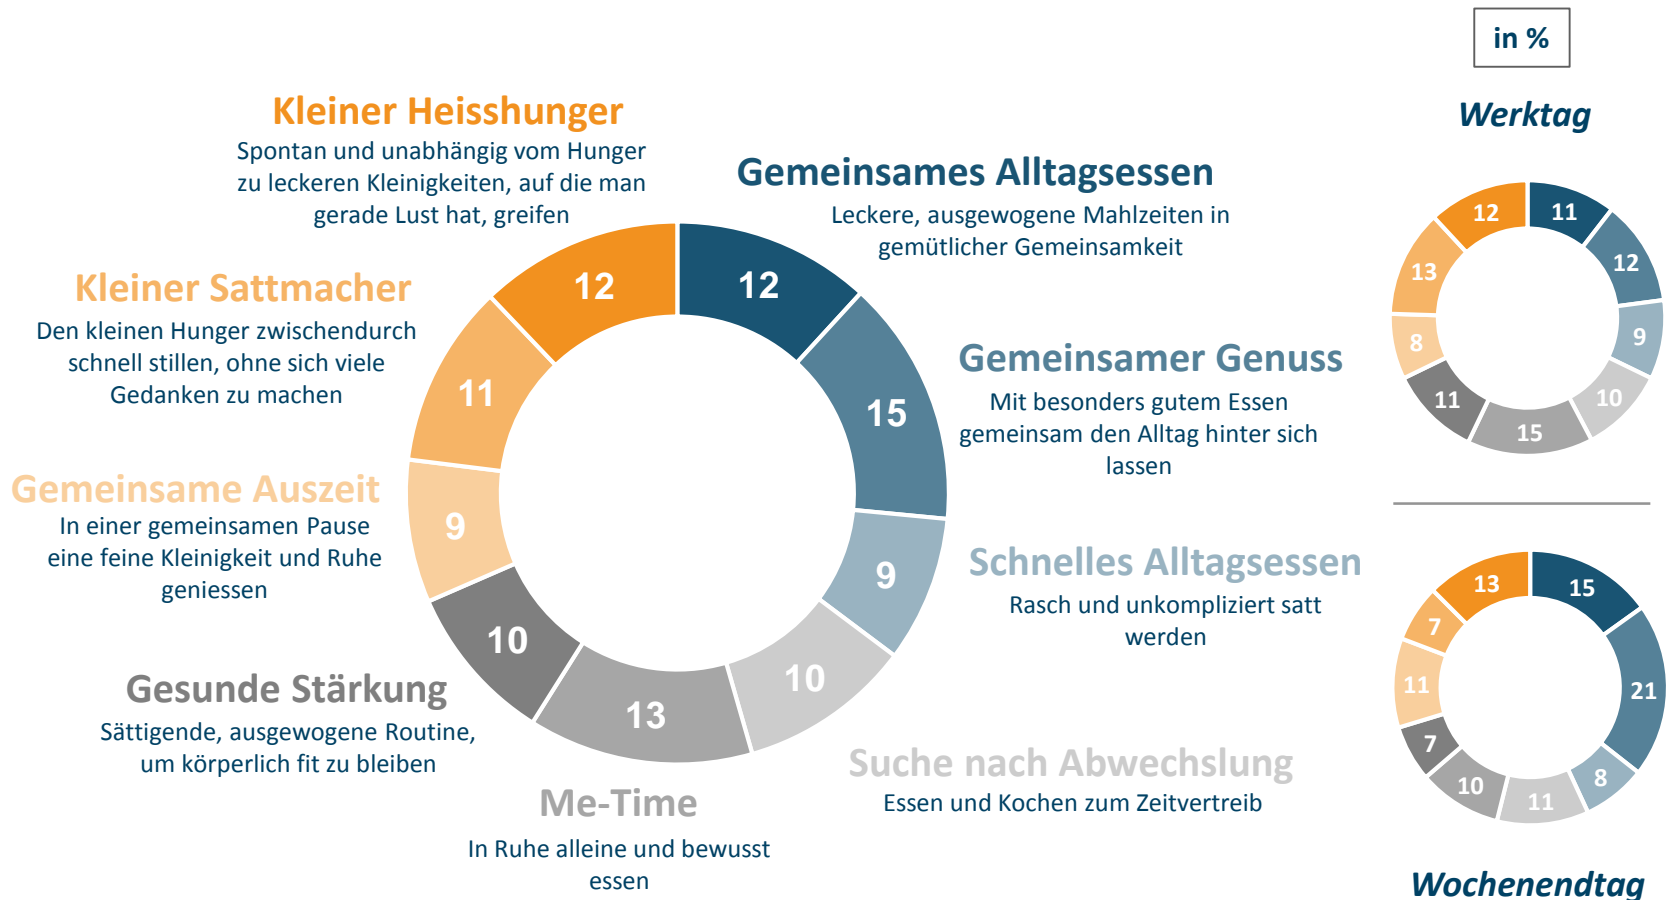 in %
Kleiner Heisshunger
Spontan und unabhängig vom Hunger
zu leckeren Kleinigkeiten, auf die man
gerade Lust hat, greifen
Gemeinsames Alltagsessen
Leckere, ausgewogene Mahlzeiten in
gemütlicher Gemeinsamkeit
Kleiner Sattmacher
Den kleinen Hunger zwischendurch
schnell stillen, ohne sich viele
Gedanken zu machen
Gemeinsamer Genuss
Mit besonders gutem Essen
gemeinsam den Alltag hinter sich
lassen
Gemeinsame Auszeit
In einer gemeinsamen Pause
eine feine Kleinigkeit und Ruhe
geniessen
Schnelles Alltagsessen
Rasch und unkompliziert satt
werden
Gesunde Stärkung
Sättigende, ausgewogene Routine,
um körperlich fit zu bleiben
Suche nach Abwechslung
Essen und Kochen zum Zeitvertreib
Me-Time
In Ruhe alleine und bewusst
essen
12
15
9
10
13
10
9
11
12
Werktag
11
12
9
10
15
11
8
13
12
15
21
8
11
10
7
11
7
13
Wochenendtag